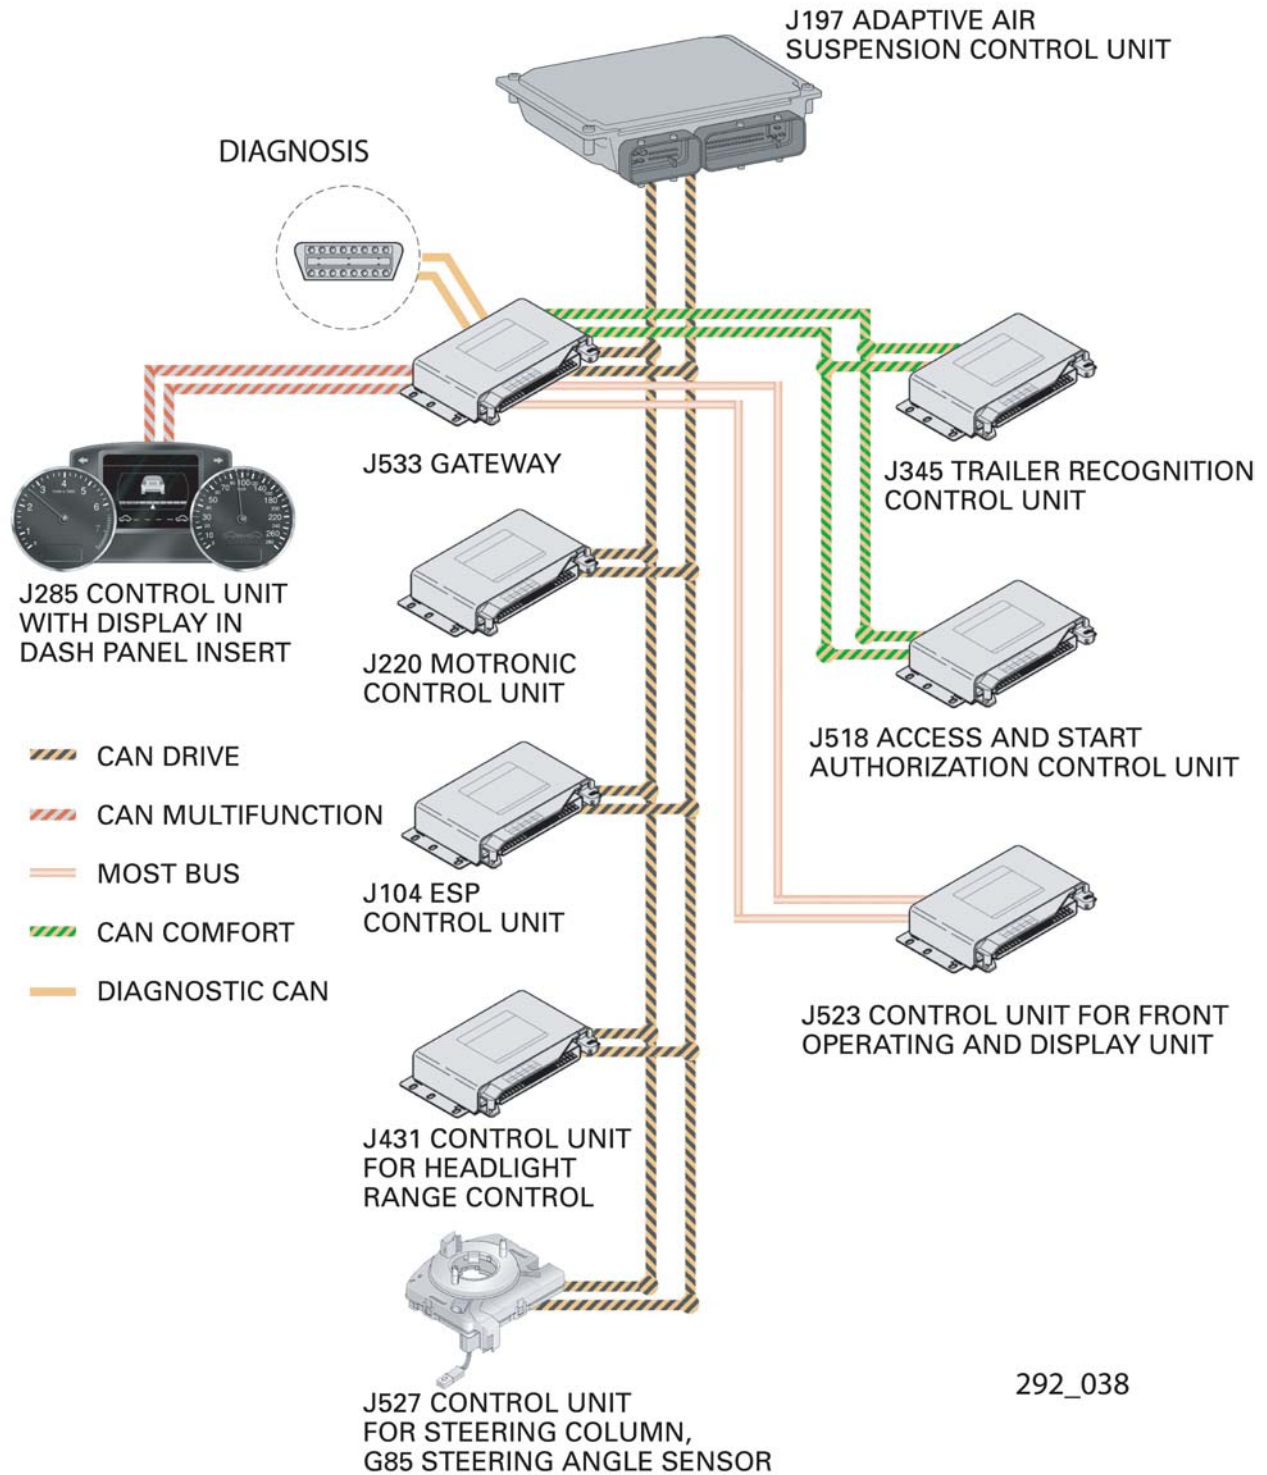 J197 ADAPTIVE AIR
SUSPENSION CONTROL UNIT
DIAGNOSIS
J533 GATEWAY
J345 TRAILER RECOGNITION
CONTROL UNIT
J285 CONTROL UNIT
WITH DISPLAY IN
DASH PANEL INSERT
J220 MOTRONIC
CONTROL UNIT
J518 ACCESS AND START
AUTHORIZATION CONTROL UNIT
CAN DRIVE
CAN MULTIFUNCTION
MOST BUS
CAN COMFORT
DIAGNOSTIC CAN
J104 ESP
CONTROL UNIT
J523 CONTROL UNIT FOR FRONT
OPERATING AND DISPLAY UNIT
J431 CONTROL UNIT
FOR HEADLIGHT
RANGE CONTROL
J527 CONTROL UNIT
FOR STEERING COLUMN,
G85 STEERING ANGLE SENSOR
292_038